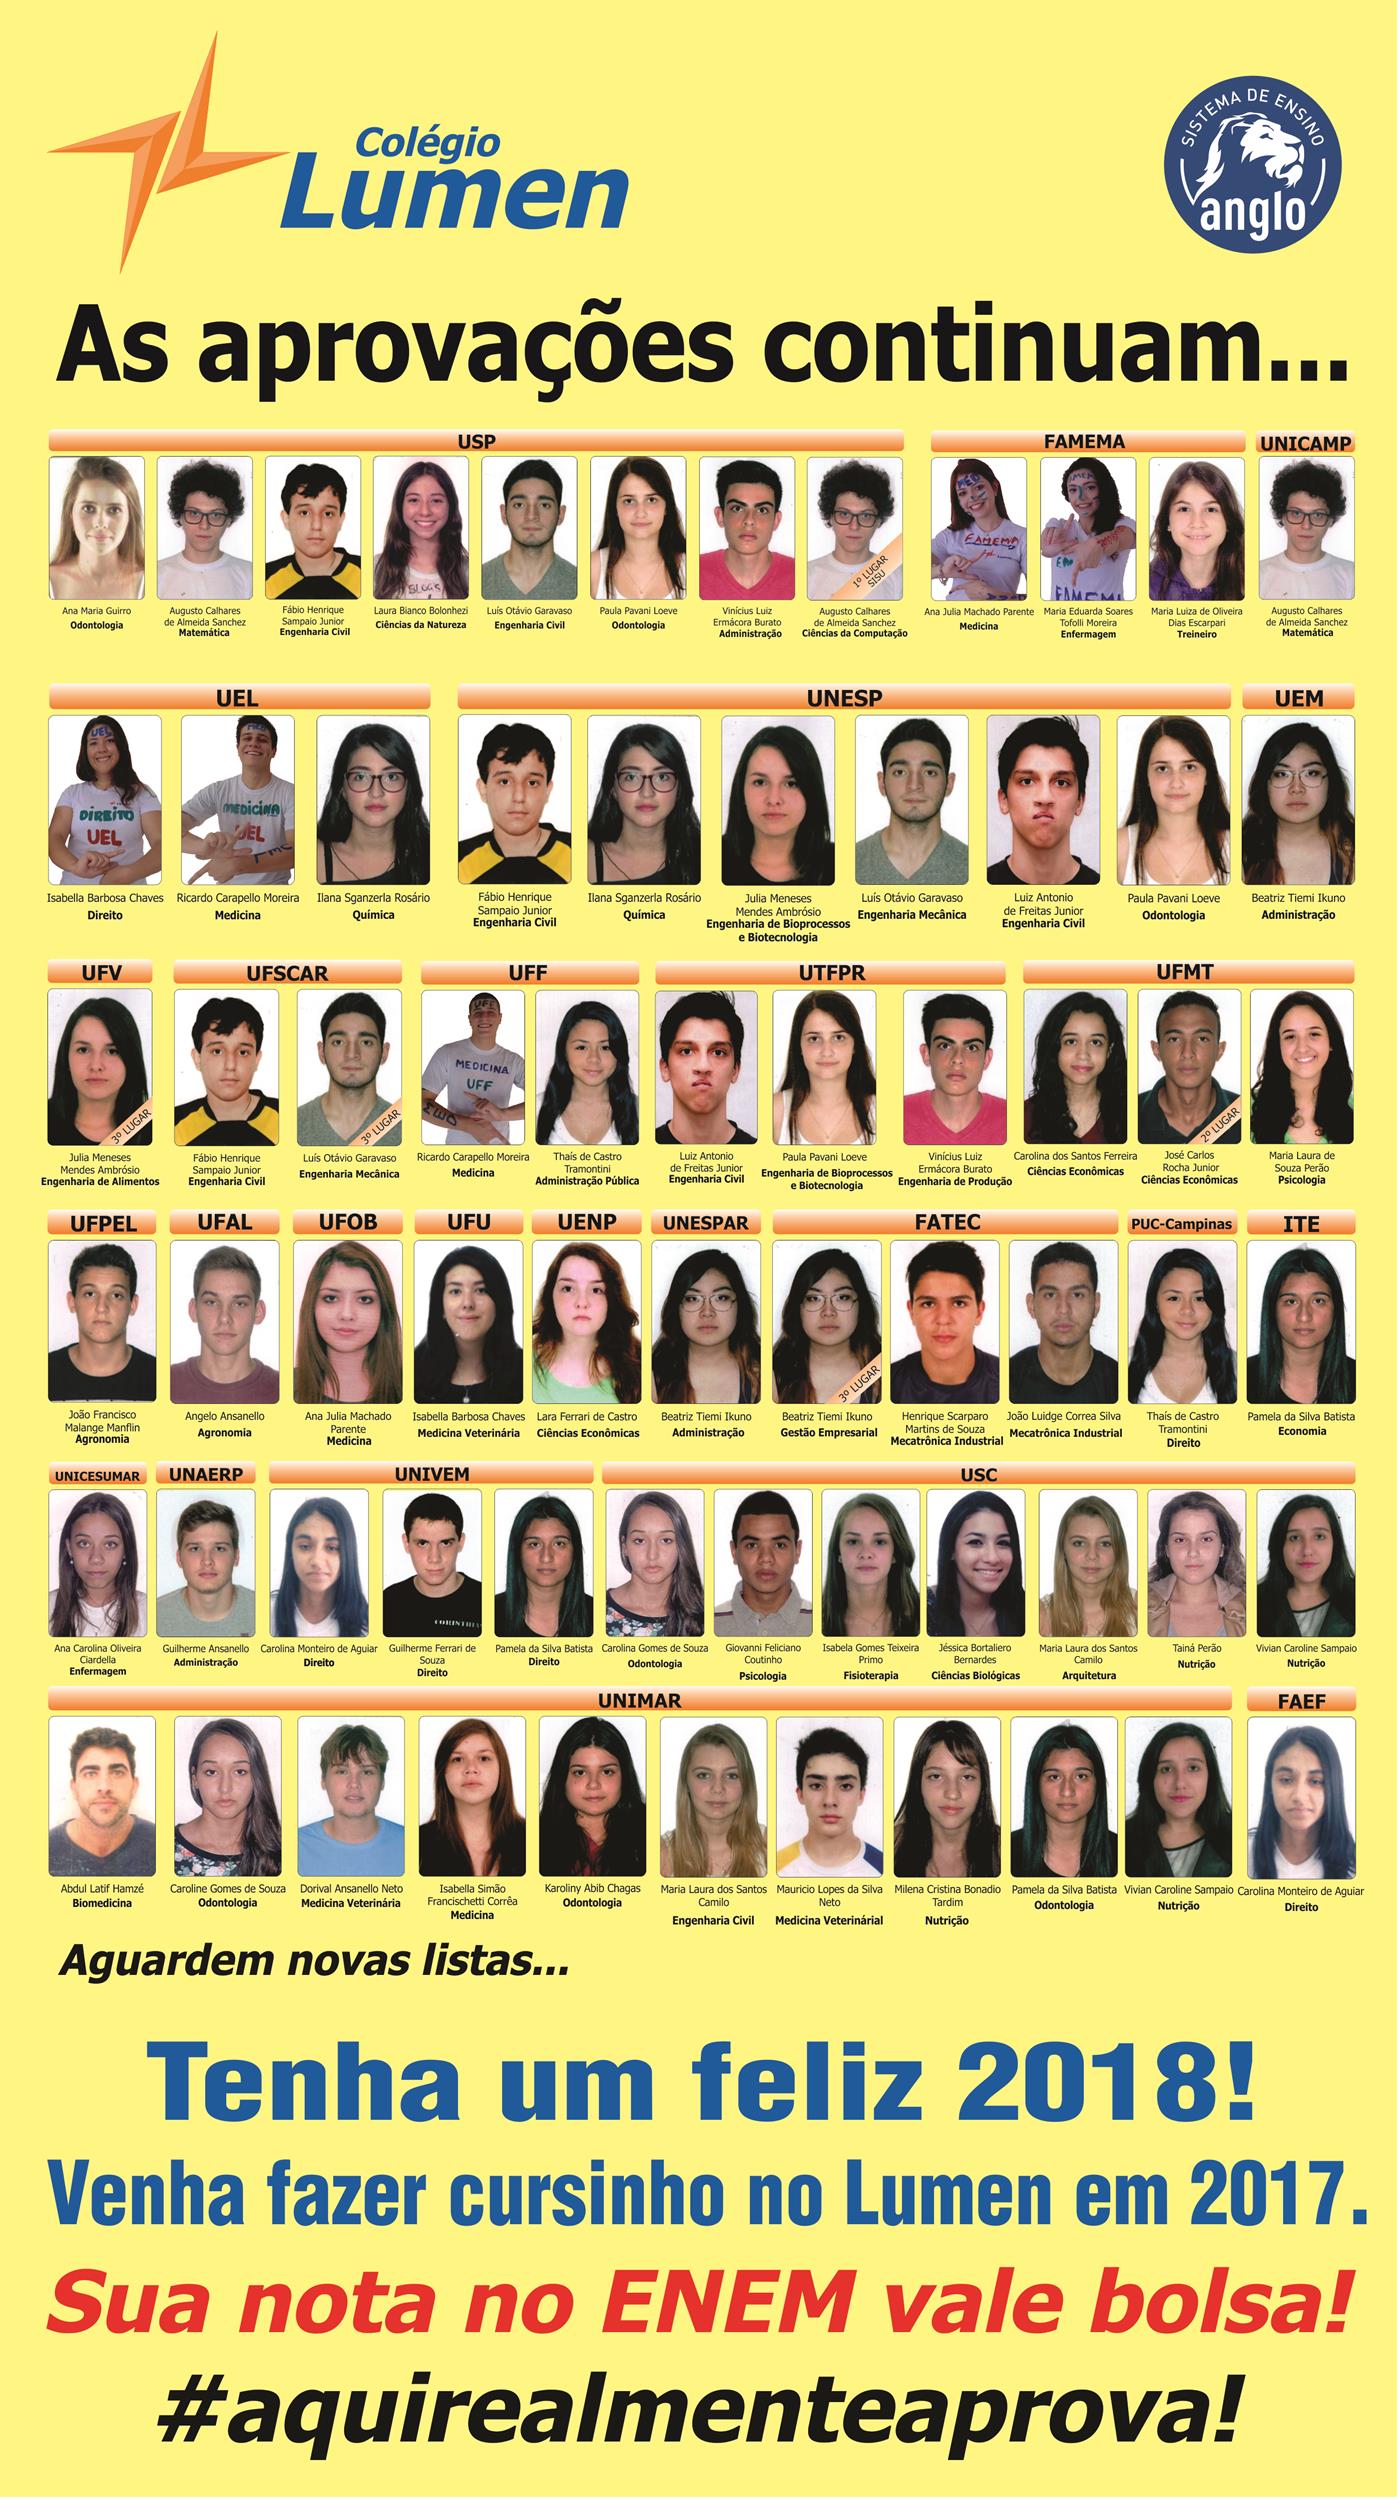 Colégio
Lumen
SISTEMA DE ENSINO
anglo
As aprovações continuam...
USP
FAMEMA
UNICAMP
BLOGS
1º LUGAR
SISU
MED
FAMEMA
Ana Maria Guirro
Odontologia
Augusto Calhares
de Almeida Sanchez
Matemática
Fábio Henrique
Sampaio Junior
Engenharia Civil
Laura Bianco Bolonhezi
Ciências da Natureza
Luís Otávio Garavaso
Engenharia Civil
Paula Pavani Loeve
Odontologia
Vinícius Luiz
Ermácora Burato
Administração
Augusto Calhares
de Almeida Sanchez
Ciências da Computação
Ana Julia Machado Parente
Medicina
Maria Eduarda Soares
Tofolli Moreira
Enfermagem
Maria Luiza de Oliveira
Dias Escarpari
Treineiro
Augusto Calhares
de Almeida Sanchez
Matemática
UEL
UNESP
UEM
UEL
DIREITO
UEL
MEDICINA
UEL
Isabella Barbosa Chaves
Direito
Ricardo Carapello Moreira
Medicina
Ilana Sganzerla Rosário
Química
Fábio Henrique
Sampaio Junior
Engenharia Civil
Ilana Sganzerla Rosário
Química
Julia Meneses
Mendes Ambrósio
Engenharia de Bioprocessos
e Biotecnologia
Luís Otávio Garavaso
Engenharia Mecânica
Luiz Antonio
de Freitas Junior
Engenharia Civil
Paula Pavani Loeve
Odontologia
Beatriz Tiemi Ikuno
Administração
UFV
UFSCAR
UFF
UTFPR
UFMT
3º LUGAR
3º LUGAR
UFF
MEDICINA
UFF
MED
2º LUGAR
Julia Meneses
Mendes Ambrósio
Engenharia de Alimentos
Fábio Henrique
Sampaio Junior
Engenharia Civil
Luís Otávio Garavaso
Engenharia Mecânica
Ricardo Carapello Moreira
Medicina
Thaís de Castro
Tramontini
Administração Pública
Luiz Antonio
de Freitas Junior
Engenharia Civil
Paula Pavani Loeve
Engenharia de Bioprocessos
e Biotecnologia
Vinícius Luiz
Ermácora Burato
Engenharia de Produção
Carolina dos Santos Ferreira
Ciências Econômicas
José Carlos
Rocha Junior
Ciências Econômicas
Maria Laura de
Souza Perão
Psicologia
UFPEL
UFAL
UFOB
UFU
UENP
UNESPAR
FATEC
PUC-Campinas
ITE
3º LUGAR
João Francisco
Malange Manflin
Agronomia
Angelo Ansanello
Agronomia
Ana Julia Machado
Parente
Medicina
Isabella Barbosa Chaves
Medicina Veterinária
Lara Ferrari de Castro
Ciências Econômicas
Beatriz Tiemi Ikuno
Administração
Beatriz Tiemi Ikuno
Gestão Empresarial
Henrique Scarparo
Martins de Souza
Mecatrônica Industrial
João Luidge Correa Silva
Mecatrônica Industrial
Thaís de Castro
Tramontini
Direito
Pamela da Silva Batista
Economia
UNICESUMAR
UNAERP
UNIVEM
USC
Ana Carolina Oliveira
Ciardella
Enfermagem
Guilherme Ansanello
Administração
Carolina Monteiro de Aguiar
Direito
Guilherme Ferrari de
Souza
Direito
Pamela da Silva Batista
Direito
Carolina Gomes de Souza
Odontologia
Giovanni Feliciano
Coutinho
Psicologia
Isabela Gomes Teixeira
Primo
Fisioterapia
Jéssica Bortaliero
Bernardes
Ciências Biológicas
Maria Laura dos Santos
Camilo
Arquitetura
Tainá Perão
Nutrição
Vivian Caroline Sampaio
Nutrição
UNIMAR
FAEF
Abdul Latif Hamzé
Biomedicina
Caroline Gomes de Souza
Odontologia
Dorival Ansanello Neto
Medicina Veterinária
Isabella Simão
Francischetti Corrêa
Medicina
Karoliny Abib Chagas
Odontologia
Maria Laura dos Santos
Camilo
Engenharia Civil
Mauricio Lopes da Silva
Neto
Medicina Veterinárial
Milena Cristina Bonadio
Tardim
Nutrição
Pamela da Silva Batista
Odontologia
Vivian Caroline Sampaio
Nutrição
Carolina Monteiro de Aguiar
Direito
Aguardem novas listas...
Tenha um feliz 2018!
Venha fazer cursinho no Lumen em 2017.
Sua nota no ENEM vale bolsa!
#aquirealmenteaprova!